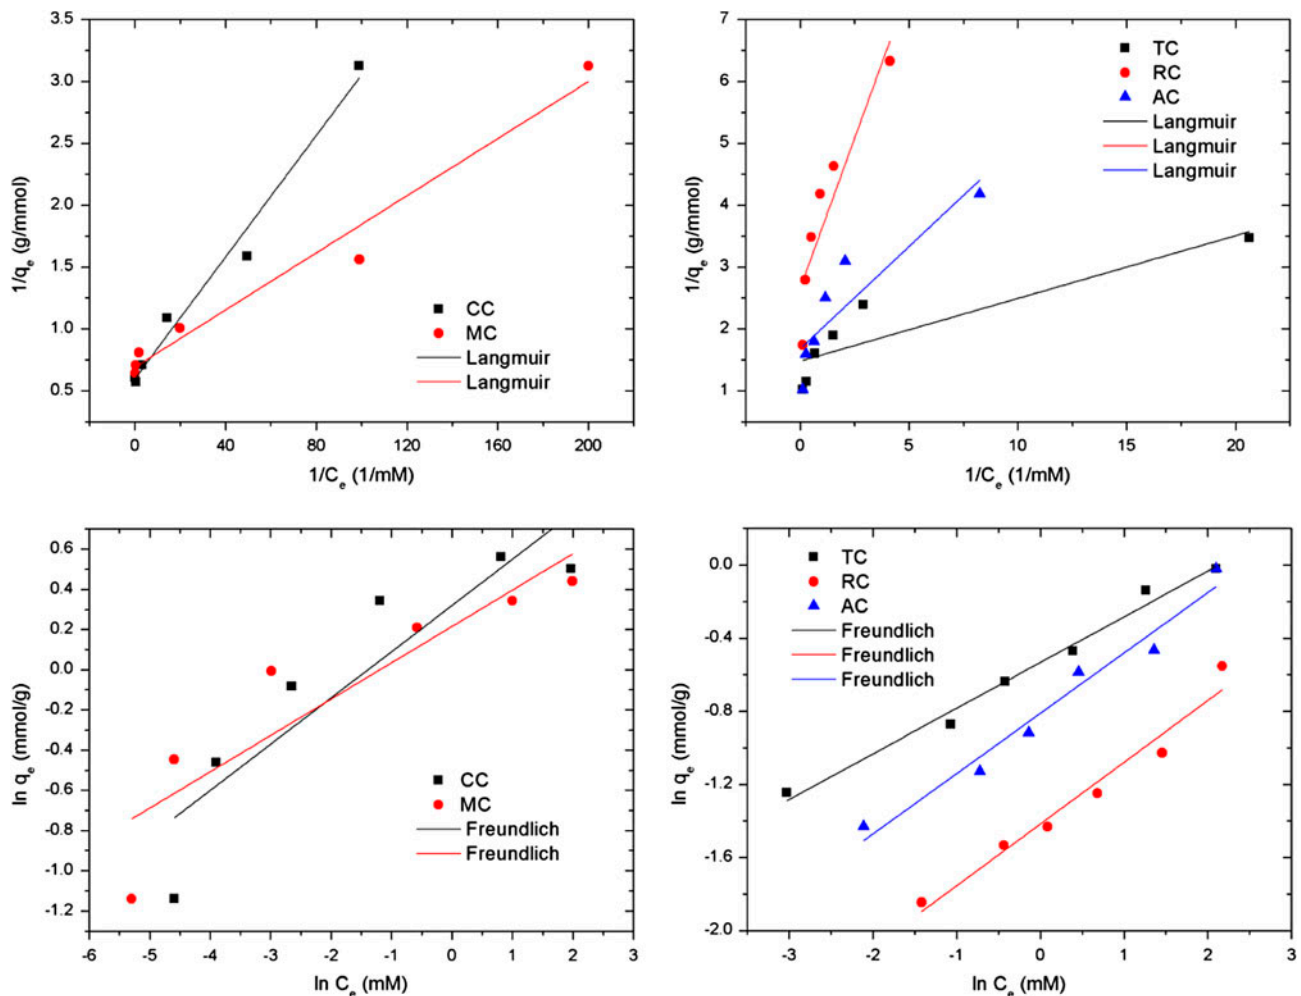 3.5
3.0
2.5
2.0
1.5
1.0
0.5
1/qe (g/mmol)
CC
MC
Langmuir
Langmuir
0 40 80 120 160 200
1/Ce (1/mM)
7
6
5
4
3
2
1
1/qe (g/mmol)
TC
RC
AC
Langmuir
Langmuir
Langmuir
0 5 10 15 20
1/Ce (1/mM)
0.6
0.4
0.2
0.0
-0.2
-0.4
-0.6
-0.8
-1.0
-1.2
ln qe (mmol/g)
CC
MC
Freundlich
Freundlich
-6 -5 -4 -3 -2 -1 0 1 2 3
ln Ce (mM)
0.0
-0.4
-0.8
-1.2
-1.6
-2.0
ln qe (mmol/g)
TC
RC
AC
Freundlich
Freundlich
Freundlich
-3 -2 -1 0 1 2 3
ln Ce (mM)